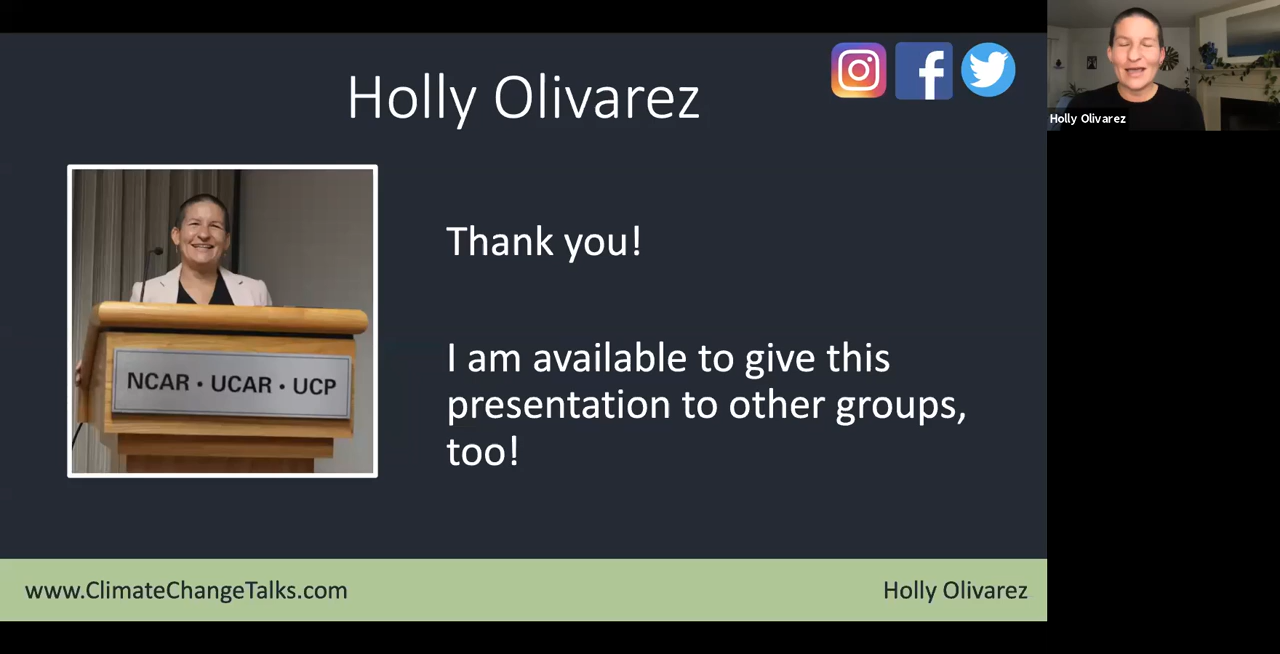 Holly Olivarez
Holly Olivarez
Thank you!
I am available to give this
presentation to other groups,
too!
NCAR • UCAR • UCP
www.ClimateChangeTalks.com
Holly Olivarez